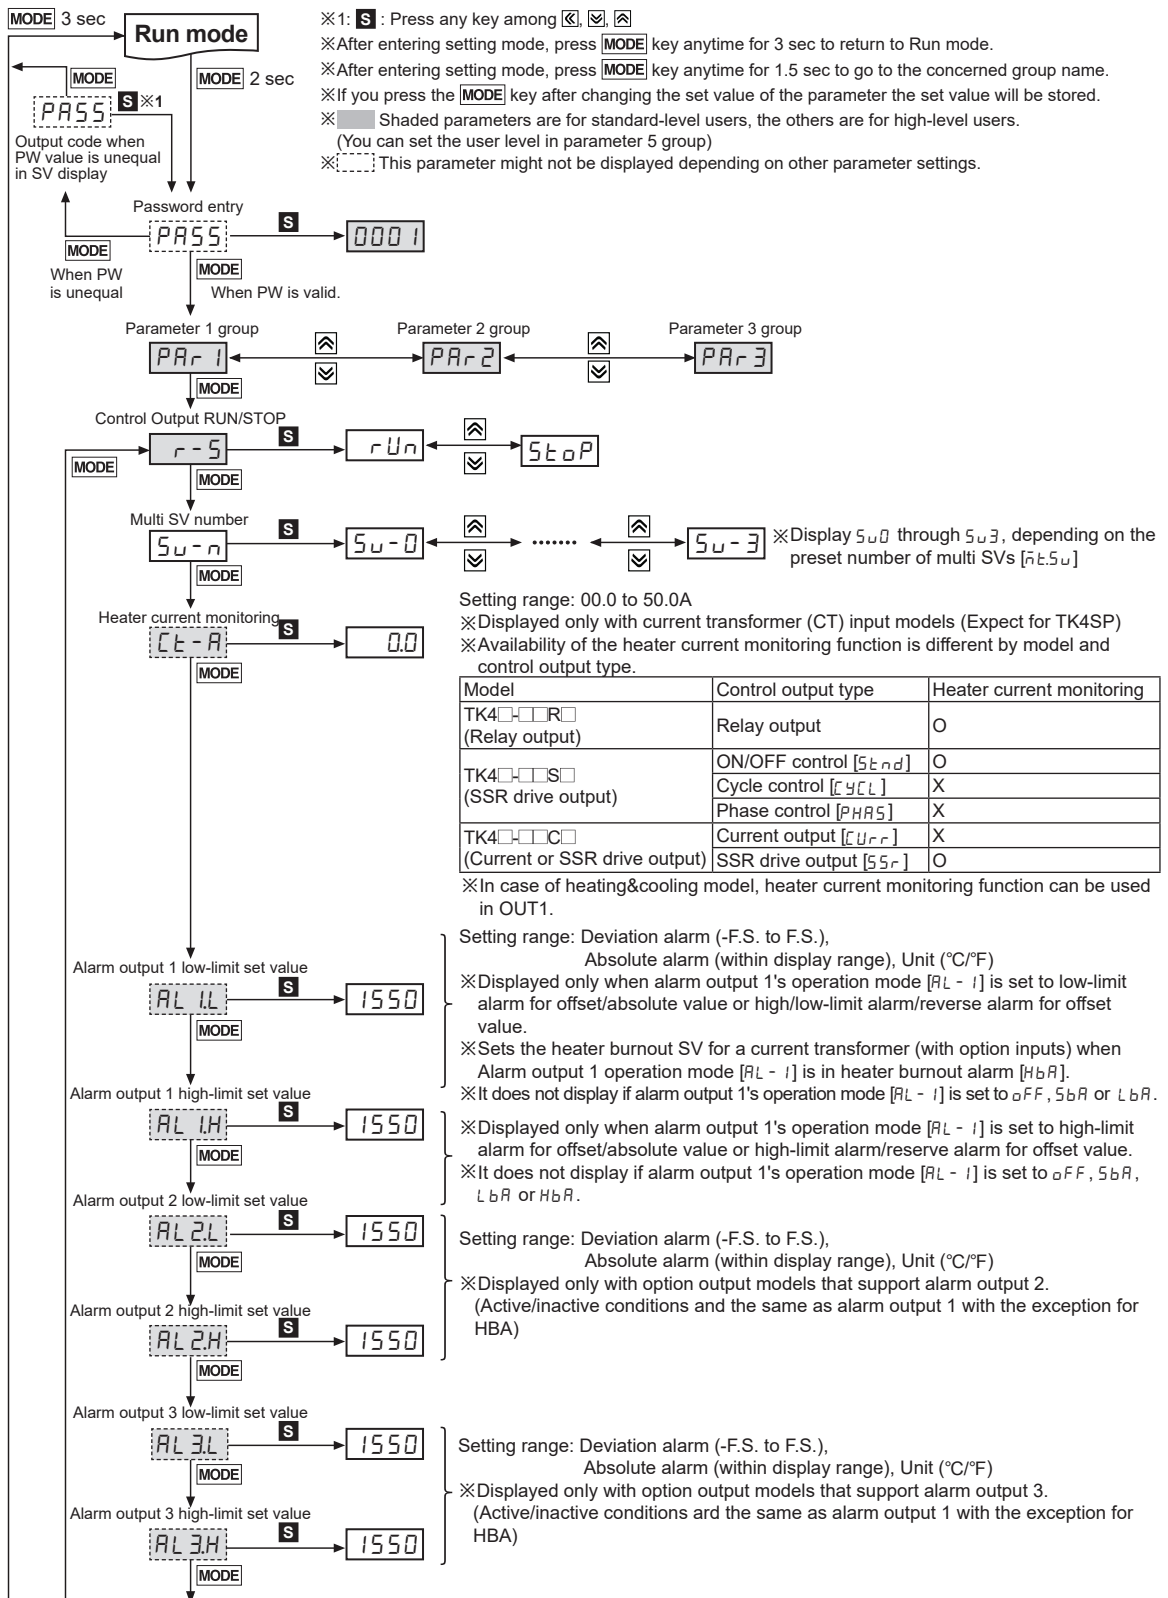 MODE 3 sec
Run mode
※1: S : Press any key among «, ,
※After entering setting mode, press MODE key anytime for 3 sec to return to Run mode.
※After entering setting mode, press MODE key anytime for 1.5 sec to go to the concerned group name.
※If you press the MODE key after changing the set value of the parameter the set value will be stored.
※ Shaded parameters are for standard-level users, the others are for high-level users.
(You can set the user level in parameter 5 group)
※ This parameter might not be displayed depending on other parameter settings.
MODE
MODE 2 sec
PASS
S ※1
Output code when
PW value is unequal
in SV display
Password entry
PASS
S
0001
MODE
When PW
is unequal
MODE
When PW is valid.
Parameter 1 group
Parameter 2 group
Parameter 3 group
PAr1
PAr2
PAr3
MODE
Control Output RUN/STOP
r-S
S
rUn
StoP
MODE
MODE
Multi SV number
Su-n
S
Su-0
.......
Su-3
※Display Su0 through Su3, depending on the
preset number of multi SVs [mt.Su]
MODE
Heater current monitoring
Ct-A
S
0.0
MODE
Setting range: 00.0 to 50.0A
※Displayed only with current transformer (CT) input models (Expect for TK4SP)
※Availability of the heater current monitoring function is different by model and
control output type.
Model Control output type Heater current monitoring
TK4□-□□R□
(Relay output) Relay output O
TK4□-□□S□
(SSR drive output)
ON/OFF control [Stnd] O
Cycle control [CYCL] X
Phase control [PHAS] X
TK4□-□□C□
(Current or SSR drive output)
Current output [CUrr] X
SSR drive output [SSr] O
※In case of heating&cooling model, heater current monitoring function can be used
in OUT1.
Alarm output 1 low-limit set value
AL1.L
S
1550
MODE
Setting range: Deviation alarm (-F.S. to F.S.),
Absolute alarm (within display range), Unit (℃/℉)
※Displayed only when alarm output 1's operation mode [AL-1] is set to low-limit
alarm for offset/absolute value or high/low-limit alarm/reverse alarm for offset
value.
※Sets the heater burnout SV for a current transformer (with option inputs) when
Alarm output 1 operation mode [AL-1] is in heater burnout alarm [HbA].
※It does not display if alarm output 1's operation mode [AL-1] is set to oFF, SbA or LbA.
Alarm output 1 high-limit set value
AL1.H
S
1550
MODE
※Displayed only when alarm output 1's operation mode [AL-1] is set to high-limit
alarm for offset/absolute value or high-limit alarm/reserve alarm for offset value.
※It does not display if alarm output 1's operation mode [AL-1] is set to oFF, SbA,
LbA or HbA.
Alarm output 2 low-limit set value
AL2.L
S
1550
MODE
Alarm output 2 high-limit set value
AL2.H
S
1550
MODE
Setting range: Deviation alarm (-F.S. to F.S.),
Absolute alarm (within display range), Unit (℃/℉)
※Displayed only with option output models that support alarm output 2.
(Active/inactive conditions and the same as alarm output 1 with the exception for
HBA)
Alarm output 3 low-limit set value
AL3.L
S
1550
MODE
Alarm output 3 high-limit set value
AL3.H
S
1550
MODE
Setting range: Deviation alarm (-F.S. to F.S.),
Absolute alarm (within display range), Unit (℃/℉)
※Displayed only with option output models that support alarm output 3.
(Active/inactive conditions ard the same as alarm output 1 with the exception for
HBA)